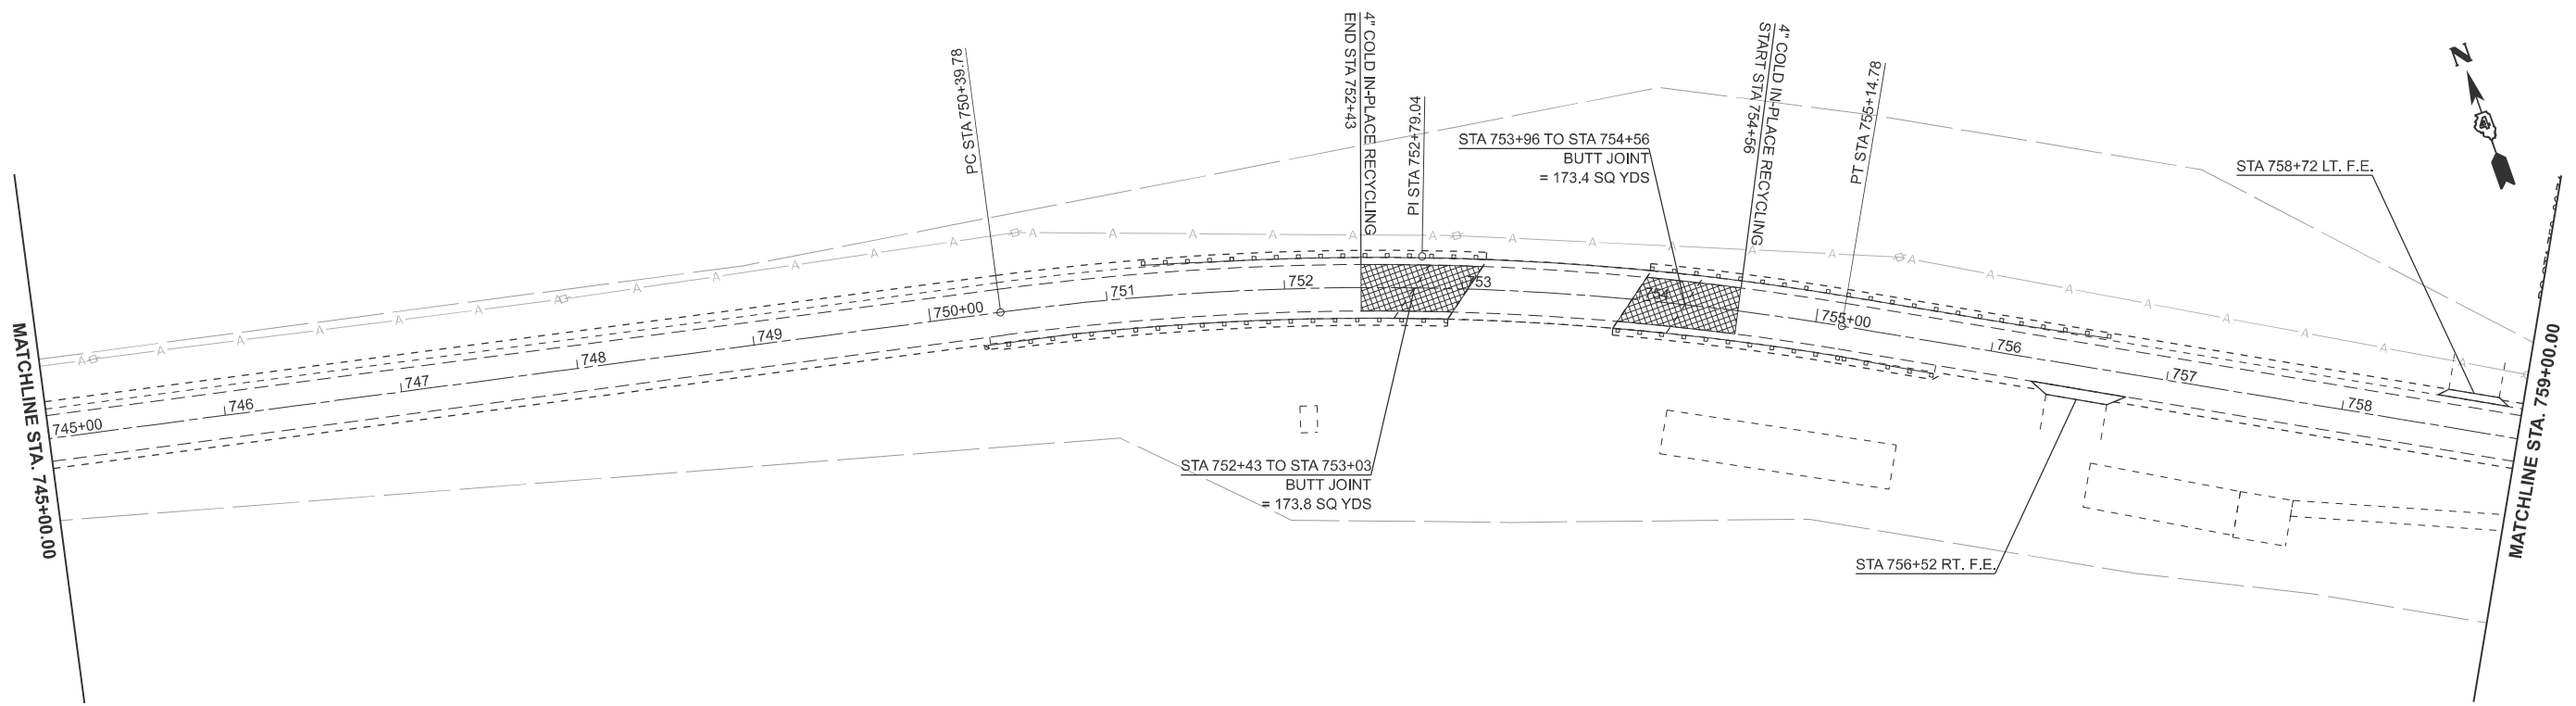 MATCHLINE STA. 745+00.00
745+00
746
747
748
749
750+00
PC STA 750+39.78
751
752
4" COLD IN-PLACE RECYCLING
END STA 752+43
PI STA 752+79.04
753
STA 752+43 TO STA 753+03
BUTT JOINT
= 173.8 SQ YDS
STA 753+96 TO STA 754+56
BUTT JOINT
= 173.4 SQ YDS
754
4" COLD IN-PLACE RECYCLING
START STA 754+56
PT STA 755+14.78
755+00
756
757
758
STA 756+52 RT. F.E.
STA 758+72 LT. F.E.
N
MATCHLINE STA. 759+00.00
A A A A A A A A A A A A A A A A A A A A A A A A A A A A A A A